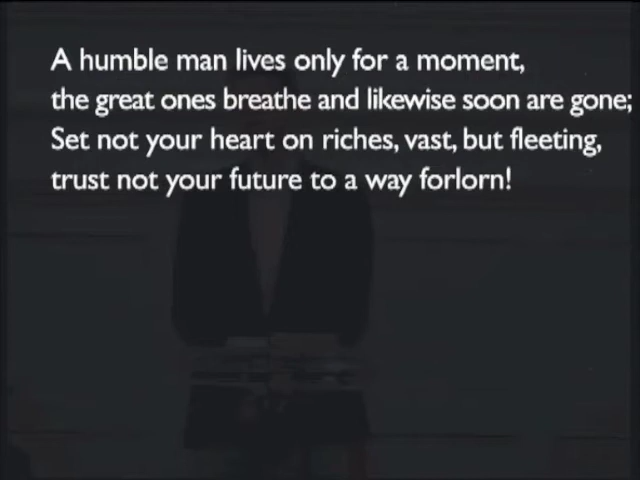 A humble man lives only for a moment,
the great ones breathe and likewise soon are gone;
Set not your heart on riches, vast, but fleeting,
trust not your future to a way forlorn!